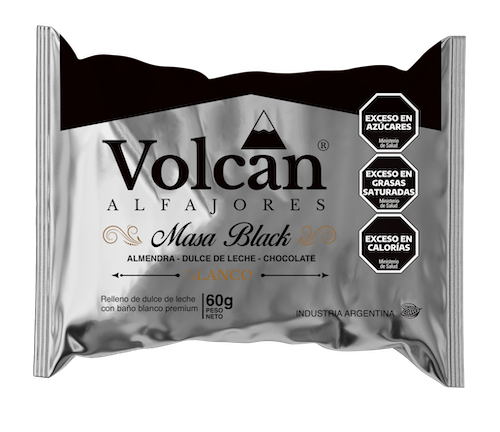 Volcán®
ALFAJORES
Masa Black
ALMENDRA - DULCE DE LECHE - CHOCOLATE
BLANCO
Relleno de dulce de leche
con baño blanco premium
60g
PESO
NETO
INDUSTRIA ARGENTINA
EXCESO EN
AZÚCARES
Ministerio
de Salud
EXCESO EN
GRASAS
SATURADAS
Ministerio
de Salud
EXCESO EN
CALORÍAS
Ministerio
de Salud